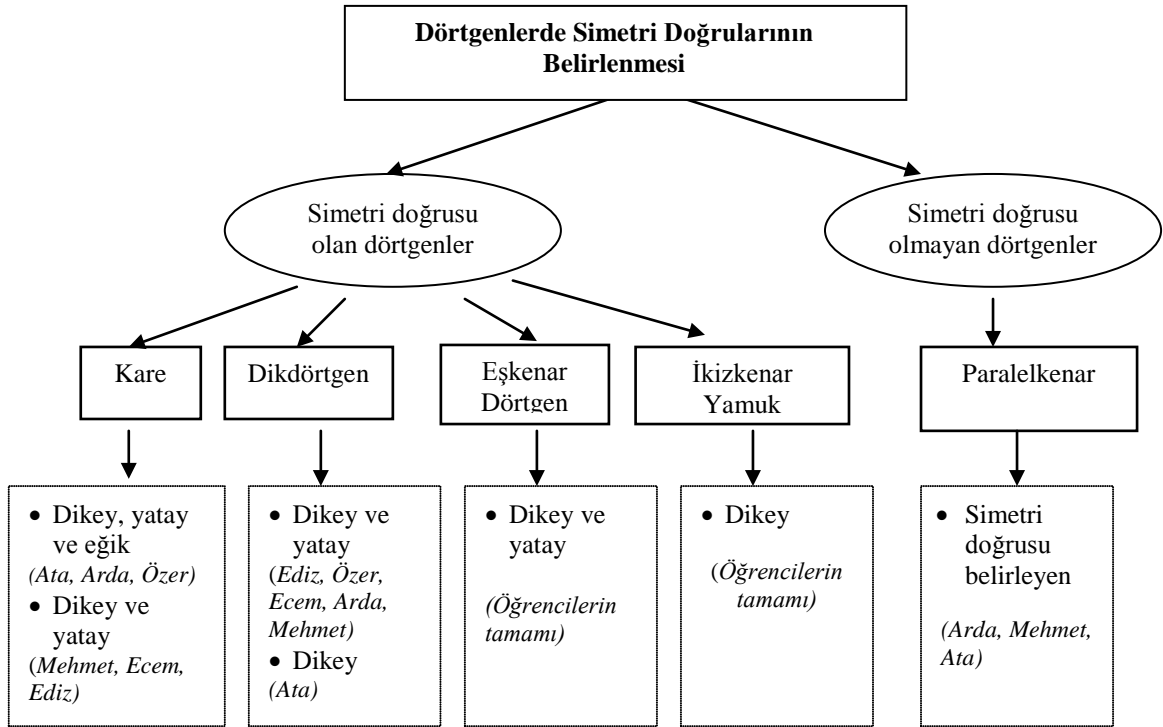 Dörtgenlerde Simetri Doğrularının
Belirlenmesi
Simetri doğrusu
olan dörtgenler
Simetri doğrusu
olmayan dörtgenler
Kare
Dikdörtgen
Eşkenar
Dörtgen
İkizkenar
Yamuk
Paralelkenar
• Dikey, yatay
ve eğik
(Ata, Arda, Özer)
• Dikey ve
yatay
(Mehmet, Ecem,
Ediz)
• Dikey ve
yatay
(Ediz, Özer,
Ecem, Arda,
Mehmet)
• Dikey
(Ata)
• Dikey ve
yatay
(Öğrencilerin
tamamı)
• Dikey
(Öğrencilerin
tamamı)
• Simetri
doğrusu
belirleyen
(Arda, Mehmet,
Ata)